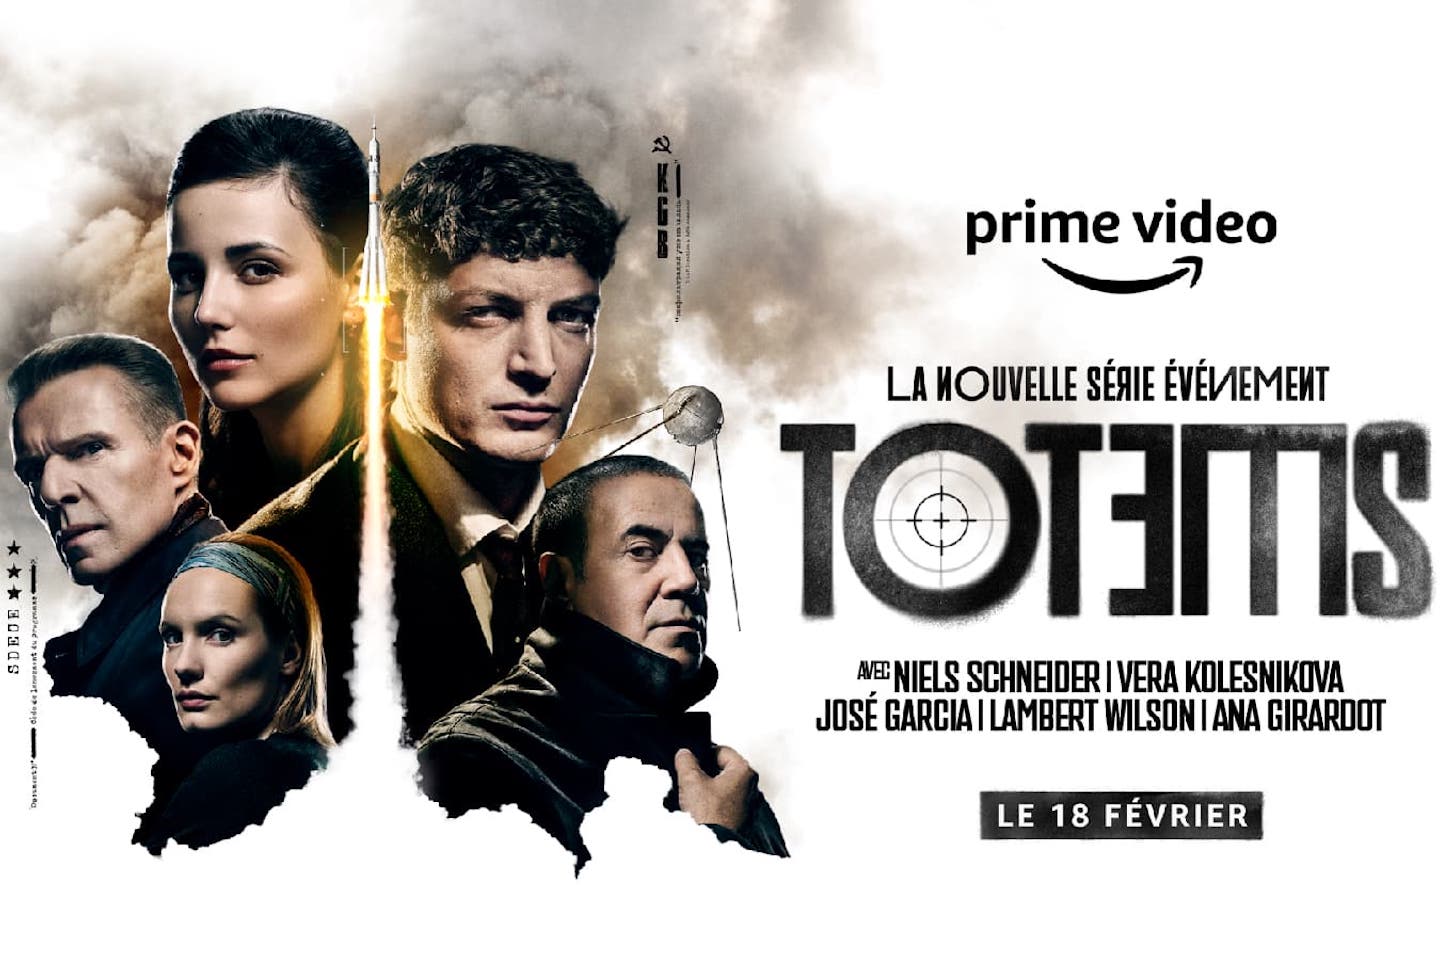 prime video
LA NOUVELLE SÉRIE ÉVÉNEMENT
TOTEMS
AVEC NIELS SCHNEIDER | VERA KOLESNIKOVA
JOSÉ GARCIA | LAMBERT WILSON | ANA GIRARDOT
LE 18 FÉVRIER
КGВ
SDECE